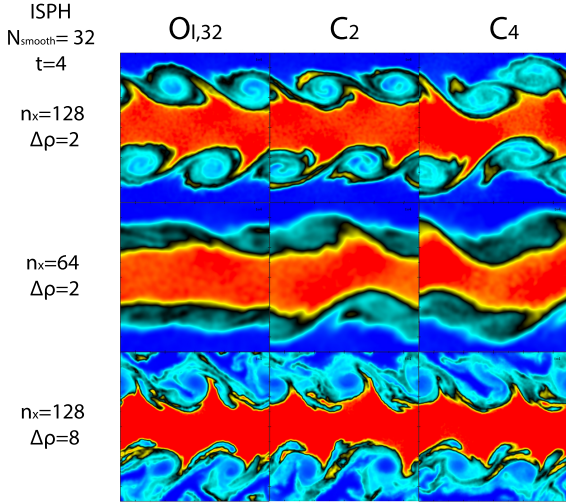 ISPH
Nsmooth= 32
t=4
OI,32
C2
C4
nx=128
Δρ=2
nx=64
Δρ=2
nx=128
Δρ=8